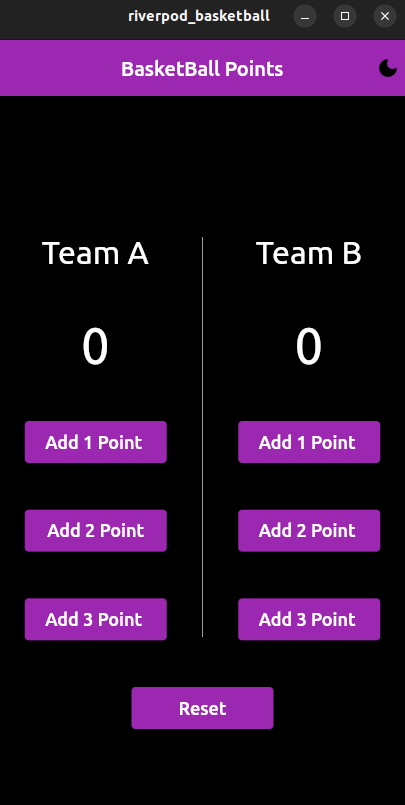 riverpod_basketball
BasketBall Points
Team A
0
Add 1 Point
Add 2 Point
Add 3 Point
Team B
0
Add 1 Point
Add 2 Point
Add 3 Point
Reset